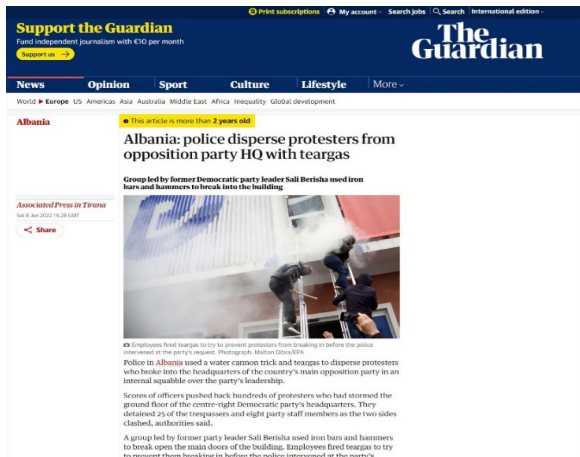 Print subscriptions My account Search jobs Search International edition
Support the Guardian
Fund independent journalism with €10 per month
Support us →
The Guardian
News Opinion Sport Culture Lifestyle More
World ▶ Europe US Americas Asia Australia Middle East Africa Inequality Global development
Albania
This article is more than 2 years old
Albania: police disperse protesters from
opposition party HQ with teargas
Group led by former Democratic party leader Sali Berisha used iron
bars and hammers to break into the building
Associated Press in Tirana
Sat 8 Jan 2022 16.28 GMT
Share
Employees fired teargas to try to prevent protesters from breaking in before the police
intervened at the party's request. Photograph: Malton Dibra/EPA
Police in Albania used a water cannon trick and teargas to disperse protesters
who broke into the headquarters of the country's main opposition party in an
internal squabble over the party's leadership.
Scores of officers pushed back hundreds of protesters who had stormed the
ground floor of the centre-right Democratic party's headquarters. They
detained 25 of the trespassers and eight party staff members as the two sides
clashed, authorities said.
A group led by former party leader Sali Berisha used iron bars and hammers
to break open the main doors of the building. Employees fired teargas to try
to prevent them breaking in before the police intervened at the party's